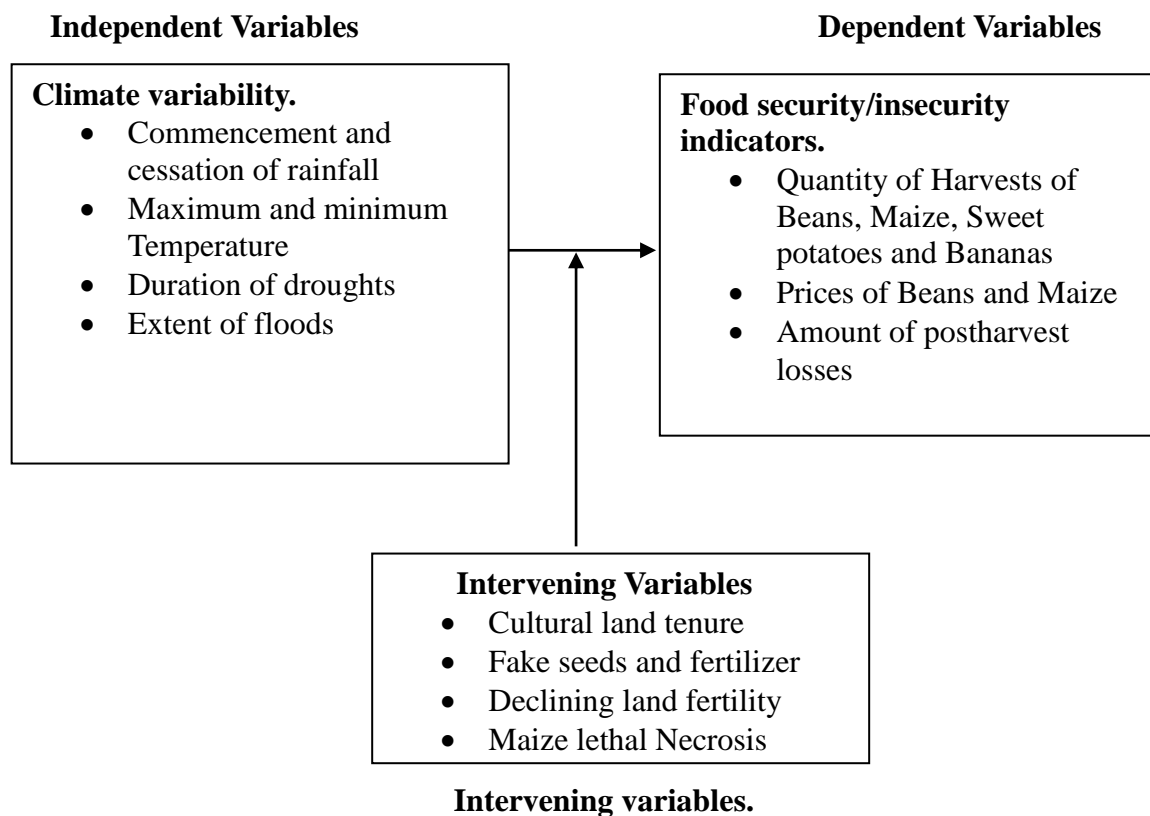 Independent Variables
Dependent Variables
Climate variability.
• Commencement and
cessation of rainfall
• Maximum and minimum
Temperature
• Duration of droughts
• Extent of floods
Food security/insecurity
indicators.
• Quantity of Harvests of
Beans, Maize, Sweet
potatoes and Bananas
• Prices of Beans and Maize
• Amount of postharvest
losses
Intervening Variables
• Cultural land tenure
• Fake seeds and fertilizer
• Declining land fertility
• Maize lethal Necrosis
Intervening variables.